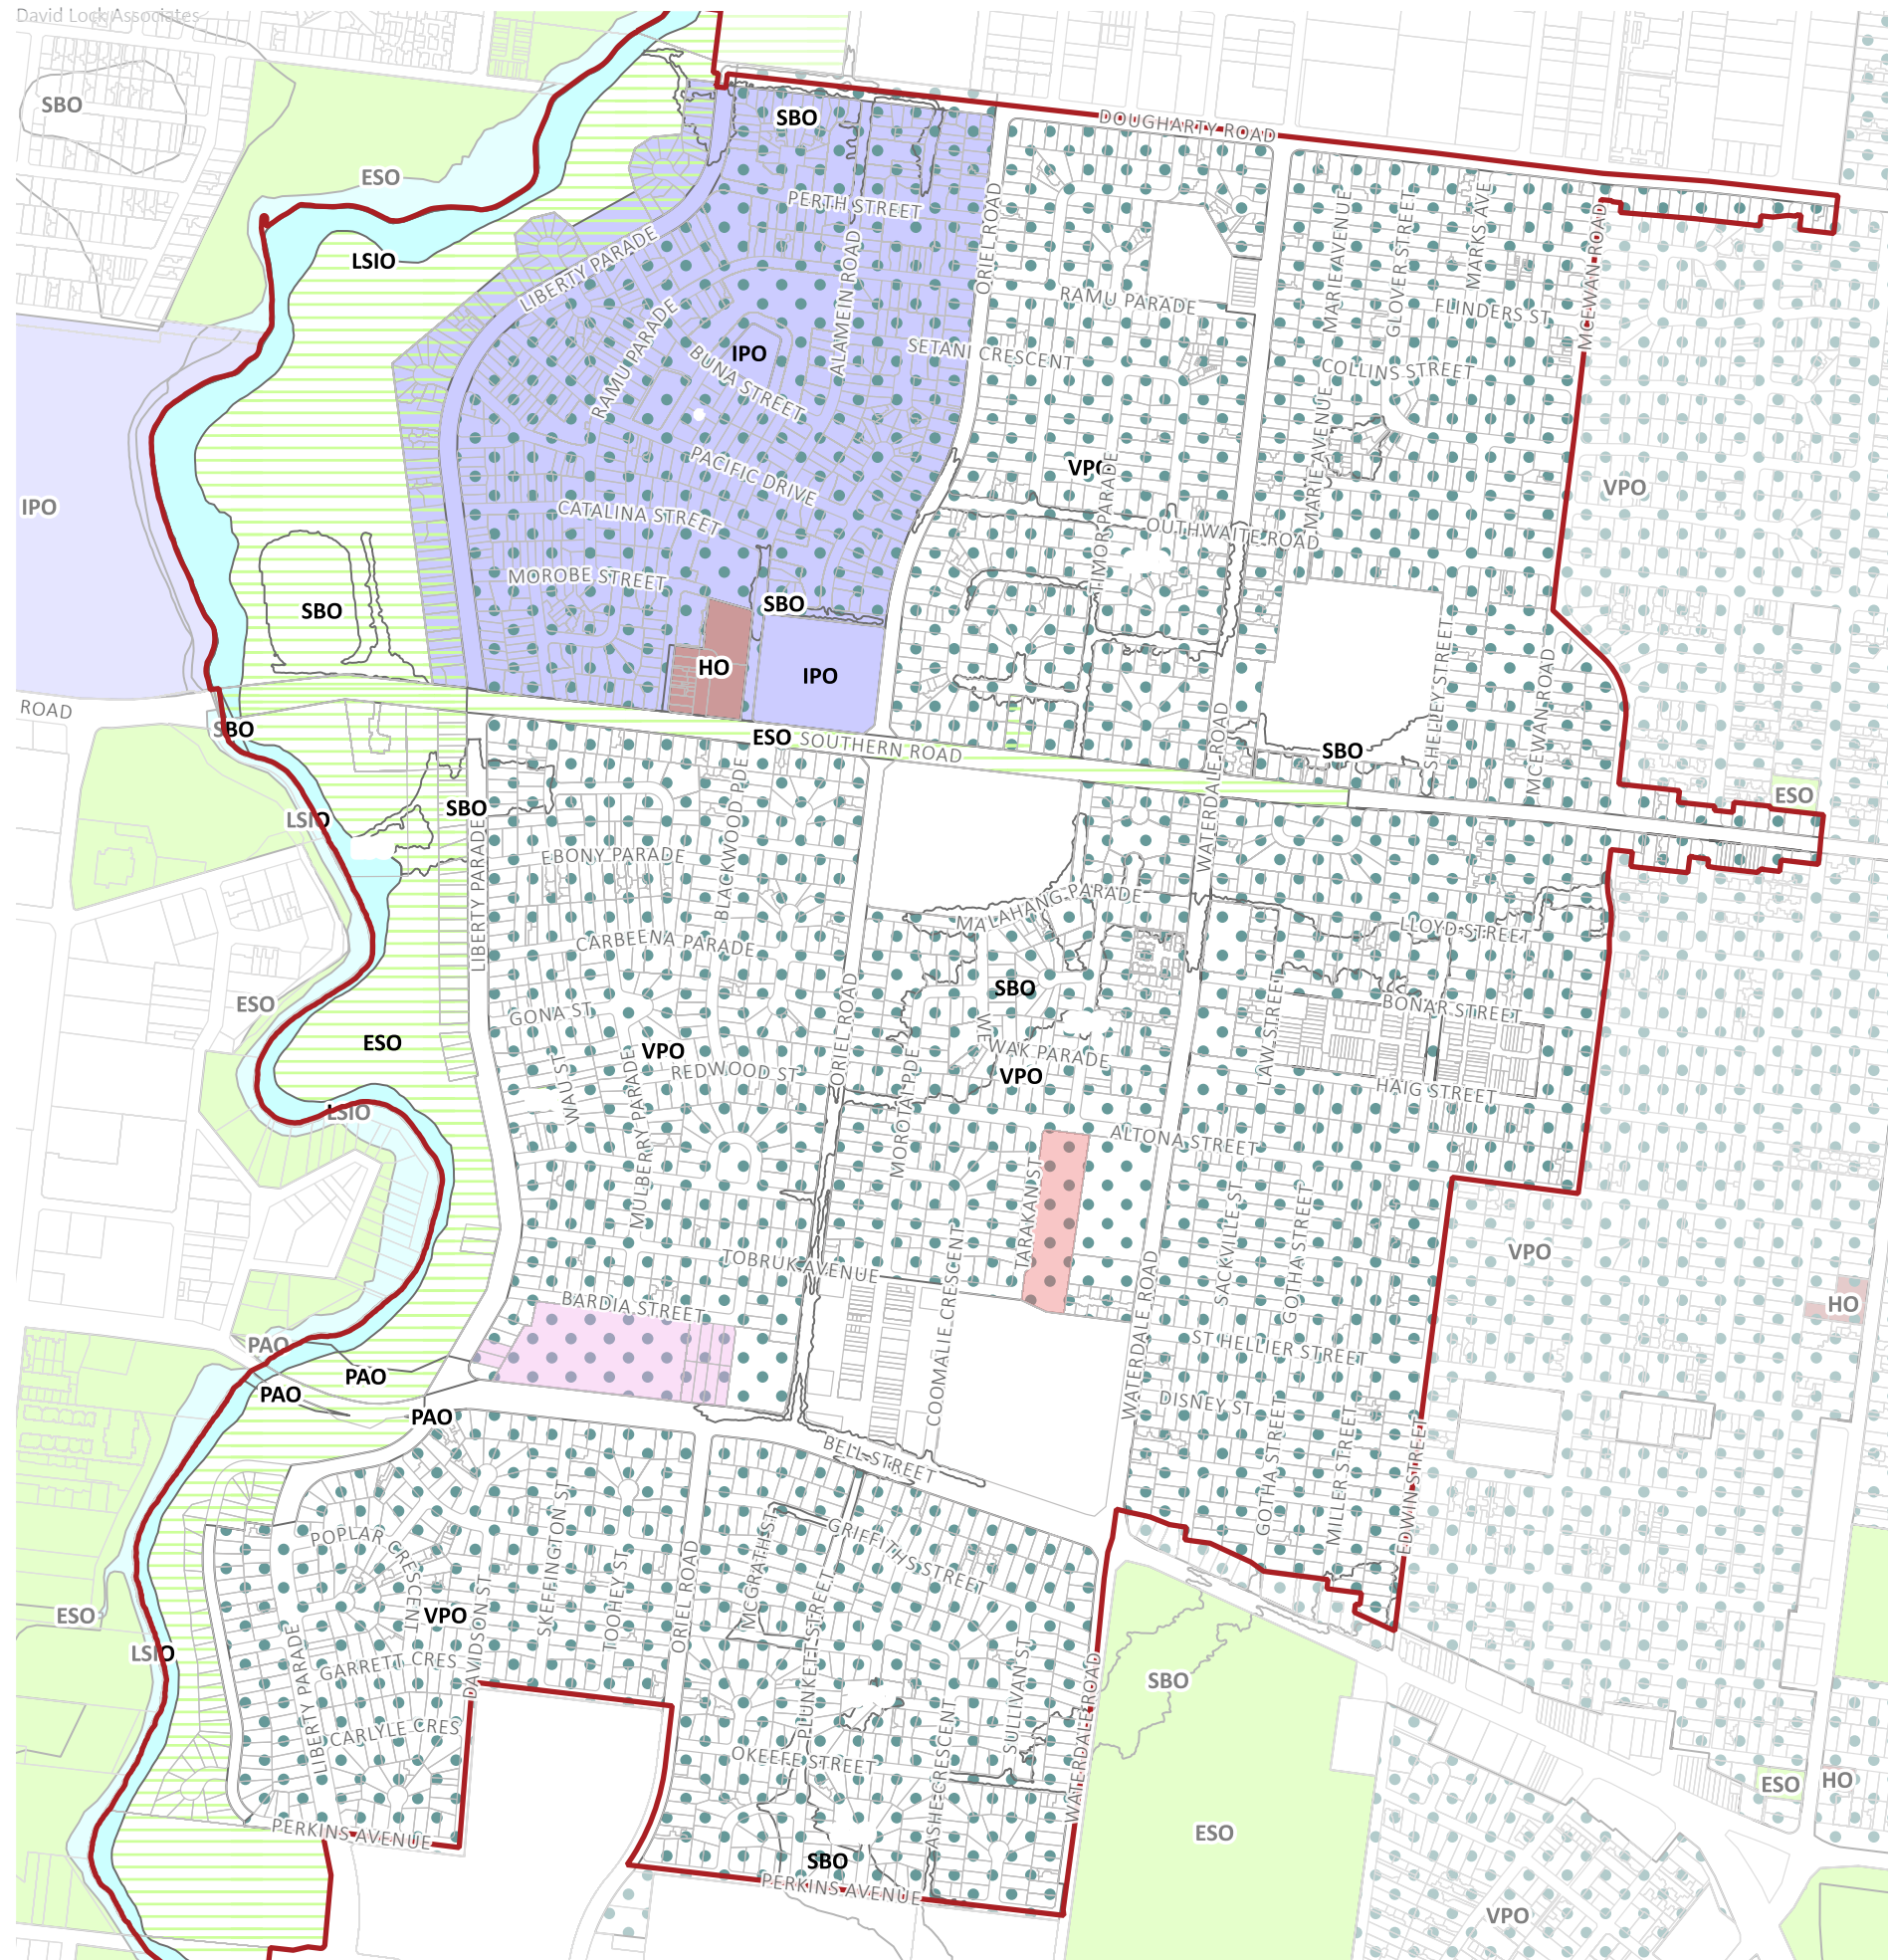 David Lock Associates
SBO
SBO
DOUGHARTY ROAD
ESO
PERTH STREET
ORIEL ROAD
MARIE AVENUE
GLOVER STREET
MARKS AVE
MCEWAN ROAD
LSIO
LIBERTY PARADE
ALAMEN ROAD
RAMU PARADE
FLINDERS ST
RAMU PARADE
IPO
BUNA STREET
SETANI CRESCENT
COLLINS STREET
MARIE AVENUE
VPO
TIMOR PARADE
PACIFIC DRIVE
VPO
IPO
CATALINA STREET
OUTHWAITE ROAD
MARIE AVENUE
MOROBE STREET
SBO
SBO
HO
IPO
SHELLEY STREET
MCEWAN ROAD
ROAD
SBO
ESO
SOUTHERN ROAD
WATERDALE ROAD
SBO
ESO
LSIO
SBO
LIBERTY PARADE
EBONY PARADE
BLACKWOOD PDE
MALAHANG PARADE
LLOYD STREET
CARBEENA PARADE
SBO
ESO
GONA ST
ORIEL ROAD
LAW STREET
BONAR STREET
ESO
VPO
WAU ST
MULBERRY PARADE
REDWOOD ST
WEWAK PARADE
VPO
HAIG STREET
LSIO
MOROTAI PDE
ALTONA STREET
TARAKAN ST
SACKVILLE ST
GOTHA STREET
VPO
TOBRUK AVENUE
COOMALIE CRESCENT
WATERDALE ROAD
BARDIA STREET
HO
PAO
ST HELLIER STREET
PAO
PAO
PAO
DISNEY ST
BELL STREET
GOTHA STREET
MILLER STREET
EDWIN STREET
POPLAR CRESCENT
SKEFFINGTON ST
TOOHEY ST
ORIEL ROAD
MCGRATH ST
GRIFFITHS STREET
PLUNKET STREET
ESO
VPO
DAVIDSON ST
LSIO
LIBERTY PARADE
GARRETT CRES
SULLIVAN ST
WATERDALE ROAD
SBO
CARLYLE CRES
OKEEFE STREET
ASHE CRESCENT
ESO
HO
PERKINS AVENUE
ESO
SBO
PERKINS AVENUE
VPO